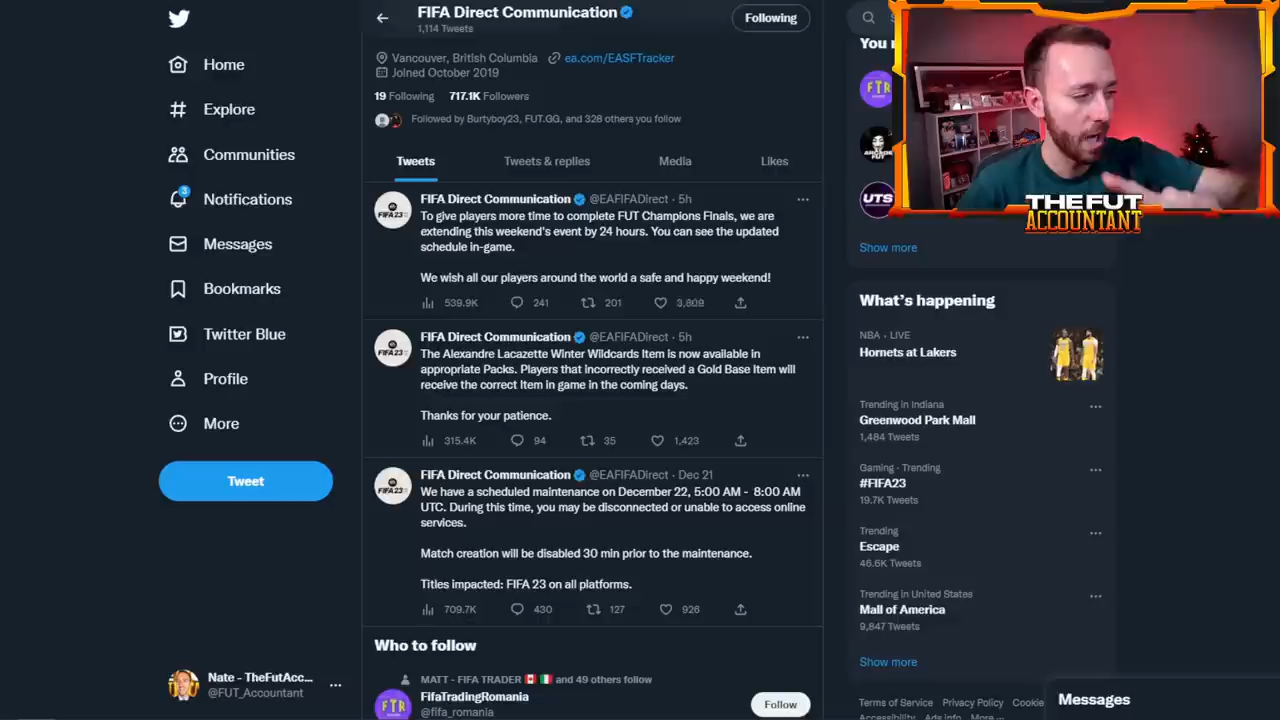 Home
Explore
Communities
3
Notifications
Messages
Bookmarks
Twitter Blue
Profile
More
Tweet
Nate - TheFutAcc...
@FUT_Accountant
FIFA Direct Communication
1,114 Tweets
Following
Vancouver, British Columbia ea.com/EASFTracker
Joined October 2019
19 Following 717.1K Followers
Followed by Burtyboy23, FUT.GG, and 328 others you follow
Tweets Tweets & replies Media Likes
FIFA Direct Communication @EAFIFADirect · 5h
To give players more time to complete FUT Champions Finals, we are
extending this weekend's event by 24 hours. You can see the updated
schedule in-game.
We wish all our players around the world a safe and happy weekend!
539.9K 241 201
FIFA 23
FIFA Direct Communication @EAFIFADirect · 5h
The Alexandre Lacazette Winter Wildcards Item is now available in
appropriate Packs. Players that incorrectly received a Gold Base Item will
receive the correct Item in game in the coming days.
Thanks for your patience.
315.4K 94 35 1,423
FIFA 23
FIFA Direct Communication @EAFIFADirect · Dec 21
We have a scheduled maintenance on December 22, 5:00 AM - 8:00 AM
UTC. During this time, you may be disconnected or unable to access online
services.
Match creation will be disabled 30 min prior to the maintenance.
Titles impacted: FIFA 23 on all platforms.
709.7K 430 127 926
FIFA 23
Who to follow
MATT - FIFA TRADER and 49 others follow
FifaTradingRomania
@fifa_romania
Follow
FTR
You
FTR
UTS
THE FUT
ACCOUNTANT
Show more
What's happening
NBA · LIVE
Hornets at Lakers
Trending in Indiana
Greenwood Park Mall
1,484 Tweets
Gaming · Trending
#FIFA23
19.7K Tweets
Trending
Escape
46.6K Tweets
Trending in United States
Mall of America
9,847 Tweets
Show more
Terms of Service Privacy Policy Cookie
Accessibility Ads info More
Messages